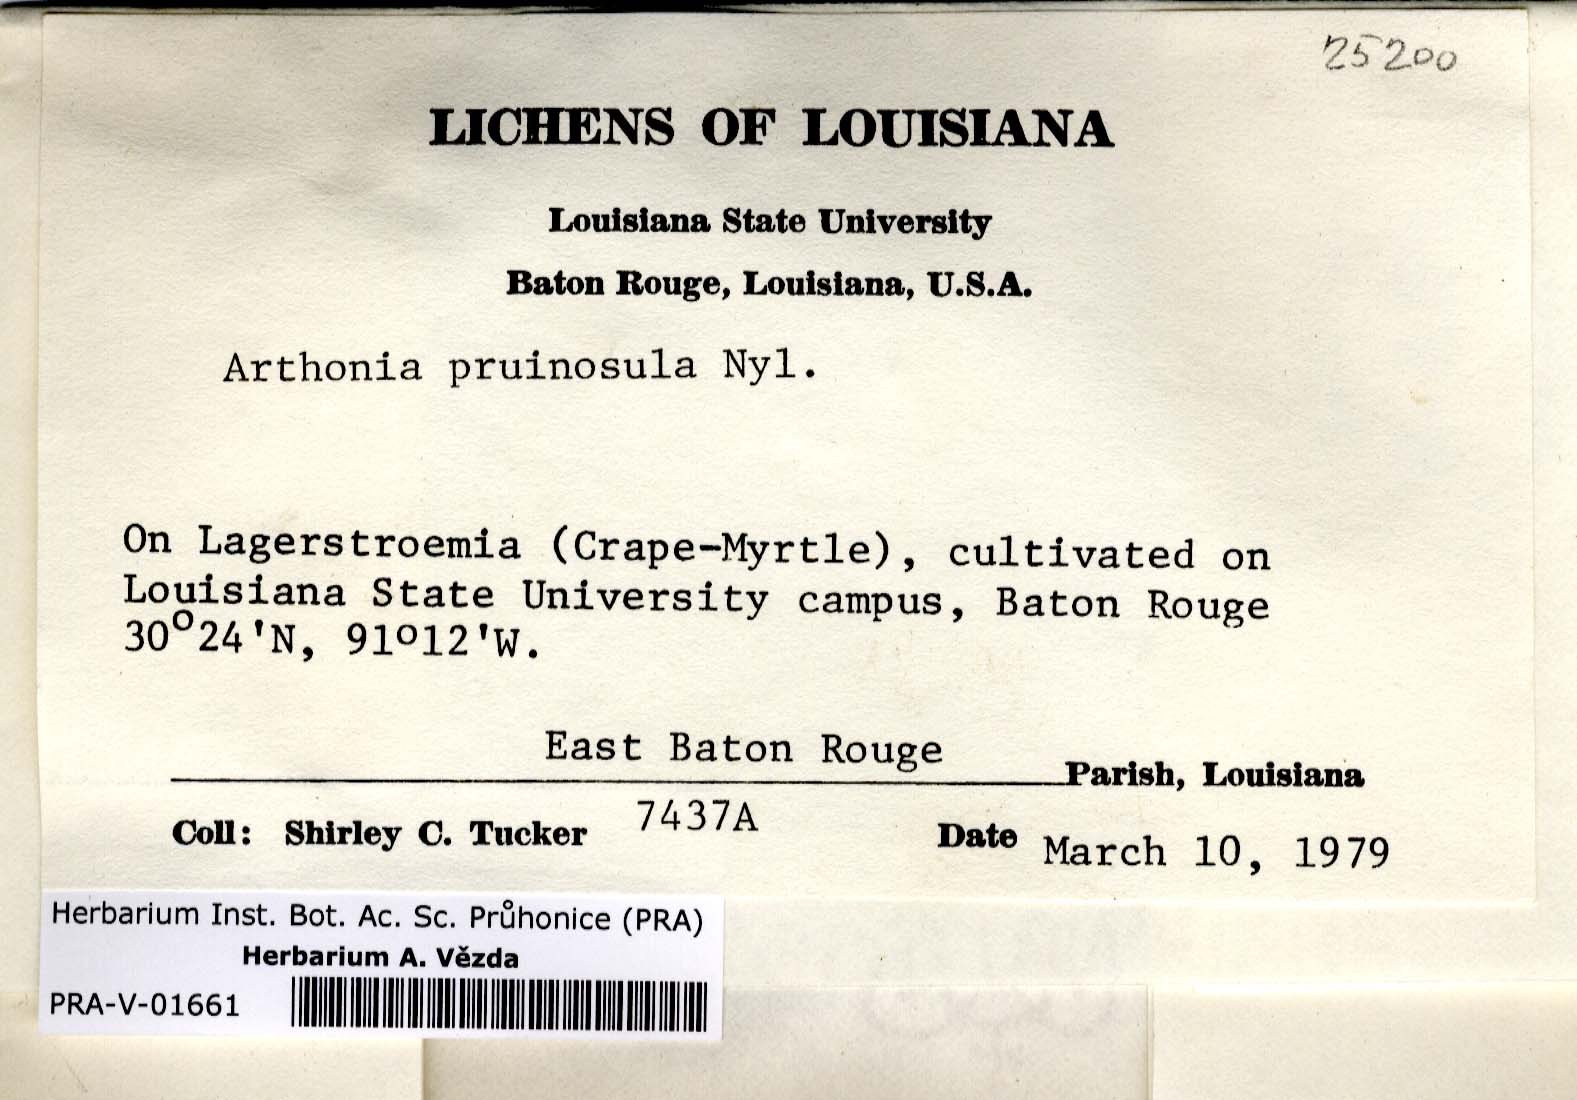 25200
LICHENS OF LOUISIANA
Louisiana State University
Baton Rouge, Louisiana, U.S.A.
Arthonia pruinosula Nyl.
On Lagerstroemia (Crape-Myrtle), cultivated on
Louisiana State University campus, Baton Rouge
30°24'N, 91°12'W.
East Baton Rouge Parish, Louisiana
Coll: Shirley C. Tucker 7437A Date March 10, 1979
Herbarium Inst. Bot. Ac. Sc. Průhonice (PRA)
Herbarium A. Vězda
PRA-V-01661